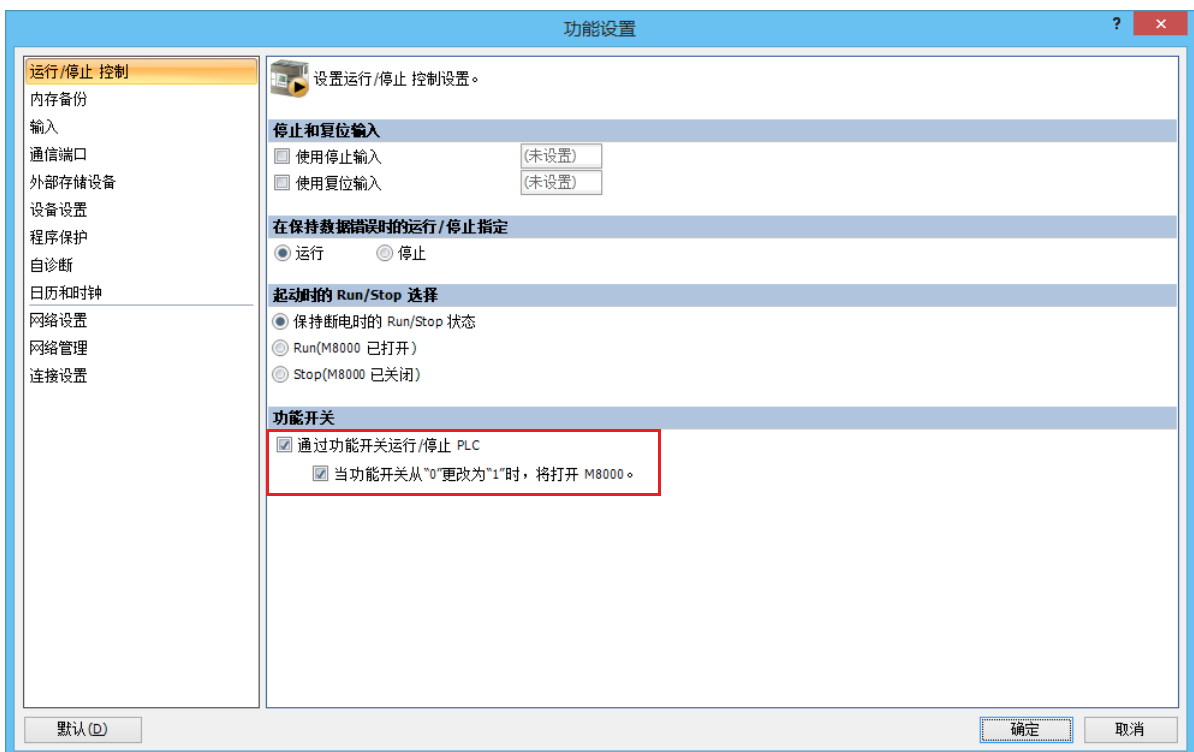 功能设置
?
×
运行/停止 控制
内存备份
输入
通信端口
外部存储设备
设备设置
程序保护
自诊断
日历和时钟
网络设置
网络管理
连接设置
设置运行/停止 控制设置。
停止和复位输入
使用停止输入 (未设置)
使用复位输入 (未设置)
在保持数据错误时的运行/停止指定
运行 停止
起动时的 Run/Stop 选择
保持断电时的 Run/Stop 状态
Run(M8000 已打开)
Stop(M8000 已关闭)
功能开关
通过功能开关运行/停止 PLC
当功能开关从“0”更改为“1”时，将打开 M8000。
默认(D) 确定 取消